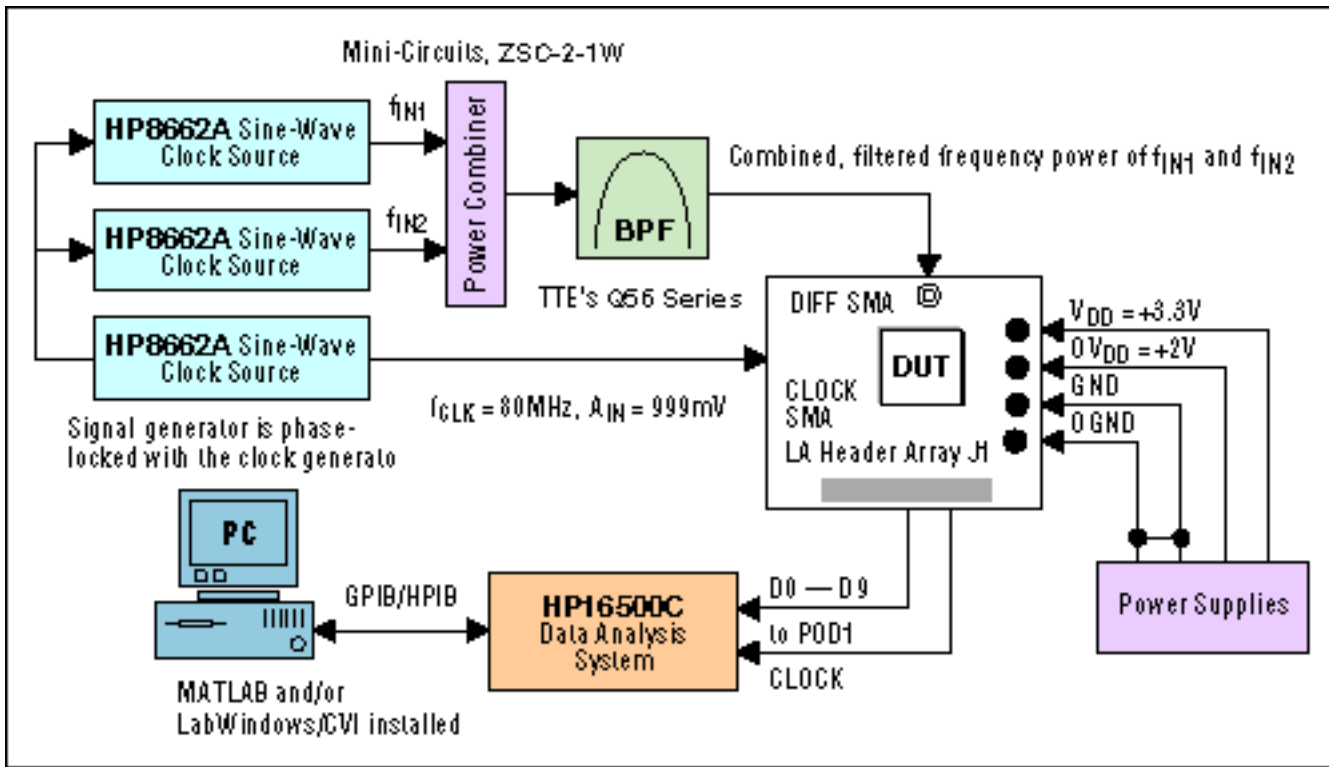 Mini-Circuits, ZSC-2-1W
HP8662A Sine-Wave
Clock Source
fIN1
HP8662A Sine-Wave
Clock Source
fIN2
Power Combiner
BPF
TTE's Q56 Series
Combined, filtered frequency power of fIN1 and fIN2
HP8662A Sine-Wave
Clock Source
fCLK = 80MHz, AIN = 999mV
Signal generator is phase-
locked with the clock generato
DIFF SMA
DUT
CLOCK
SMA
LA Header Array J1
VDD = +3.3V
OVDD = +2V
GND
OGND
Power Supplies
PC
GPIB/HPIB
HP16500C
Data Analysis
System
D0 — D9
to POD1
CLOCK
MATLAB and/or
LabWindows/CVI installed